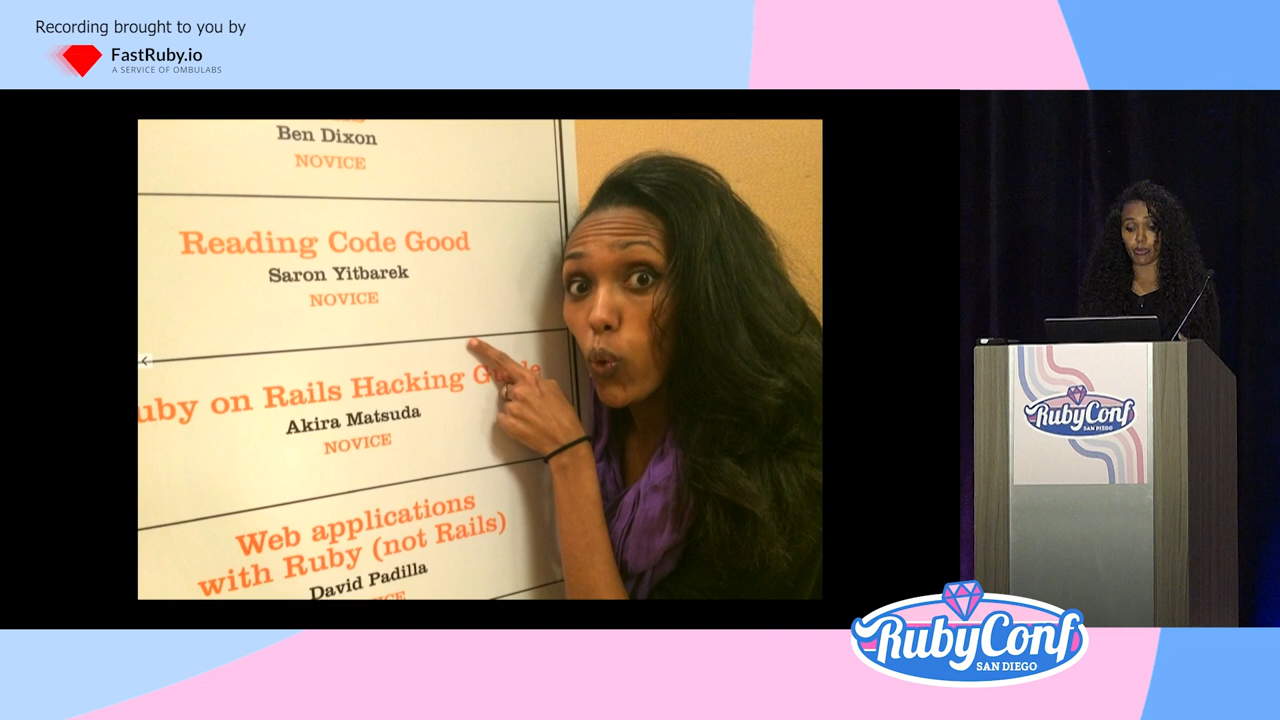 Recording brought to you by
FastRuby.io
A SERVICE OF OMBULABS
Ben Dixon
NOVICE
Reading Code Good
Saron Yitbarek
NOVICE
uby on Rails Hacking Guide
Akira Matsuda
NOVICE
Web applications
with Ruby (not Rails)
David Padilla
RubyConf
SAN DIEGO
RubyConf
SAN DIEGO